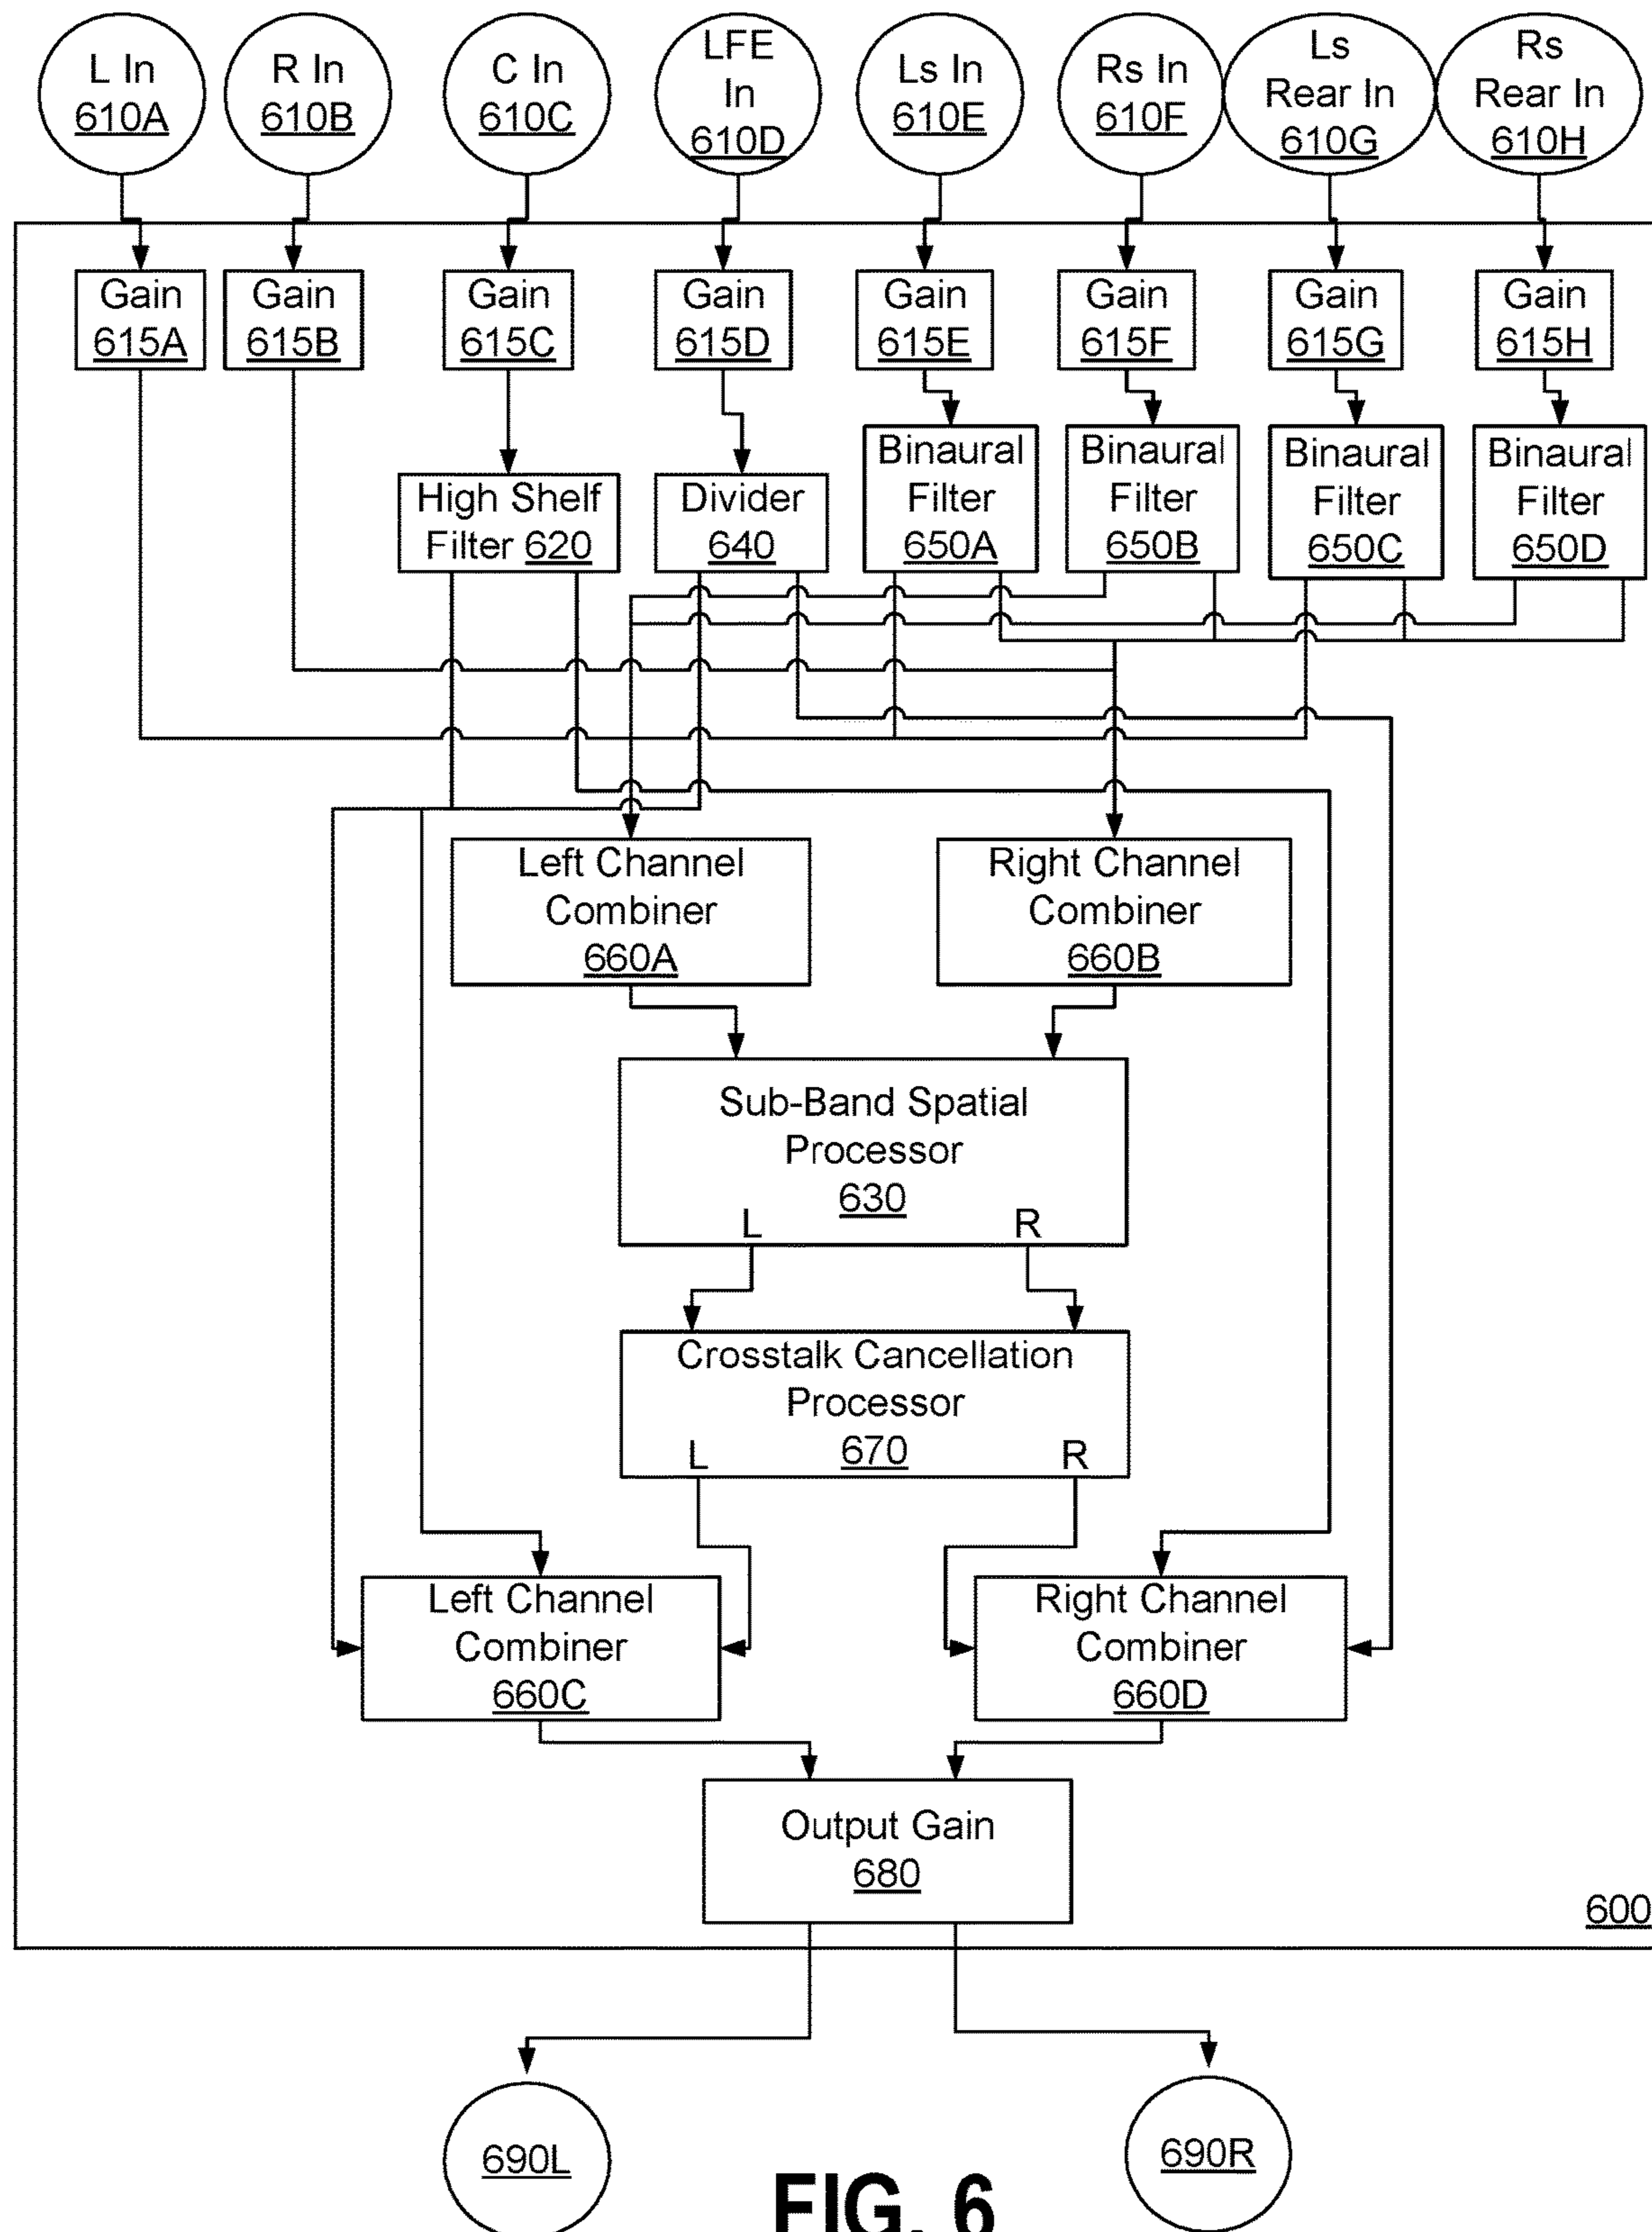 L In
610A
R In
610B
C In
610C
LFE
In
610D
Ls In
610E
Rs In
610F
Ls
Rear In
610G
Rs
Rear In
610H
Gain
615A
Gain
615B
Gain
615C
Gain
615D
Gain
615E
Gain
615F
Gain
615G
Gain
615H
High Shelf
Filter 620
Divider
640
Binaural
Filter
650A
Binaural
Filter
650B
Binaural
Filter
650C
Binaural
Filter
650D
Left Channel
Combiner
660A
Right Channel
Combiner
660B
Sub-Band Spatial
Processor
630
L
R
Crosstalk Cancellation
Processor
670
L
R
Left Channel
Combiner
660C
Right Channel
Combiner
660D
Output Gain
680
600
690L
690R
FIG. 6